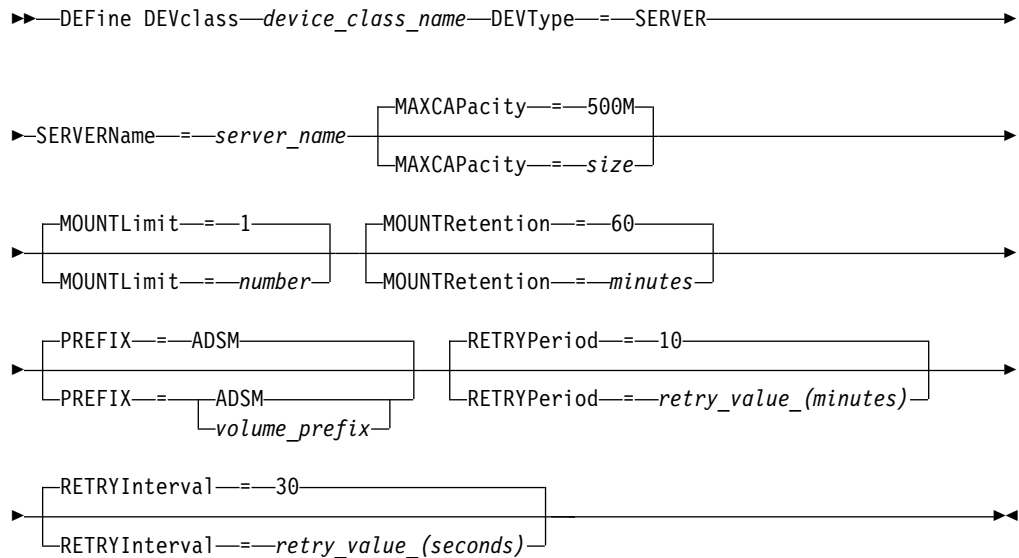 ►►─DEFine DEVclass─device_class_name─DEVType─=─SERVER─►
┌─MAXCAPacity─=─500M─┐
►─SERVERName─=─server_name─┴─MAXCAPacity─=─size─┴─►
┌─MOUNTLimit─=─1─┐ ┌─MOUNTRetention─=─60─┐
►─┴─MOUNTLimit─=─number─┴─┴─MOUNTRetention─=─minutes─┴─►
┌─PREFIX─=─ADSM─┐ ┌─RETRYPeriod─=─10─┐
►─┴─PREFIX─=─┬─ADSM─┬─┴─┴─RETRYPeriod─=─retry_value_(minutes)─┴─►
└─volume_prefix─┘
┌─RETRYInterval─=─30─┐
►─┴─RETRYInterval─=─retry_value_(seconds)─┴─►◄